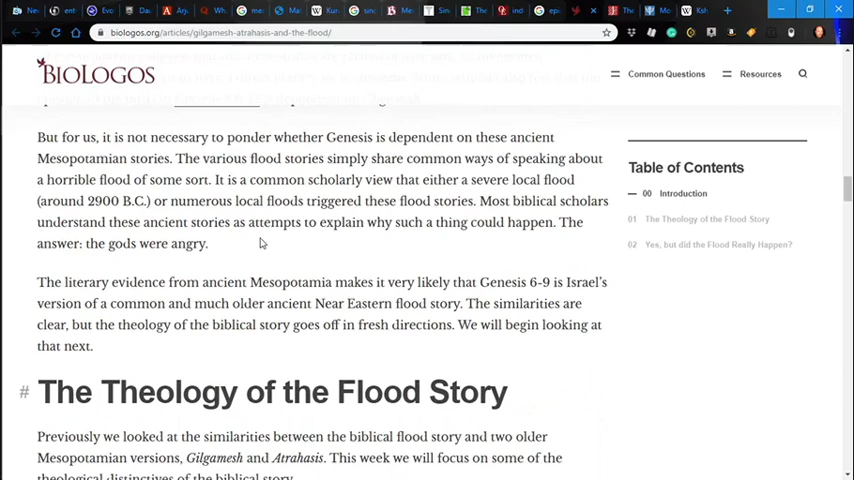 biologos.org/articles/gilgamesh-atrahasis-and-the-flood/
BIOLOGOS
Common Questions
Resources
But for us, it is not necessary to ponder whether Genesis is dependent on these ancient
Mesopotamian stories. The various flood stories simply share common ways of speaking about
a horrible flood of some sort. It is a common scholarly view that either a severe local flood
(around 2900 B.C.) or numerous local floods triggered these flood stories. Most biblical scholars
understand these ancient stories as attempts to explain why such a thing could happen. The
answer: the gods were angry.
The literary evidence from ancient Mesopotamia makes it very likely that Genesis 6-9 is Israel's
version of a common and much older ancient Near Eastern flood story. The similarities are
clear, but the theology of the biblical story goes off in fresh directions. We will begin looking at
that next.
# The Theology of the Flood Story
Previously we looked at the similarities between the biblical flood story and two older
Mesopotamian versions, Gilgamesh and Atrahasis. This week we will focus on some of the
theological distinctives of the biblical story.
Table of Contents
00 Introduction
01 The Theology of the Flood Story
02 Yes, but did the Flood Really Happen?